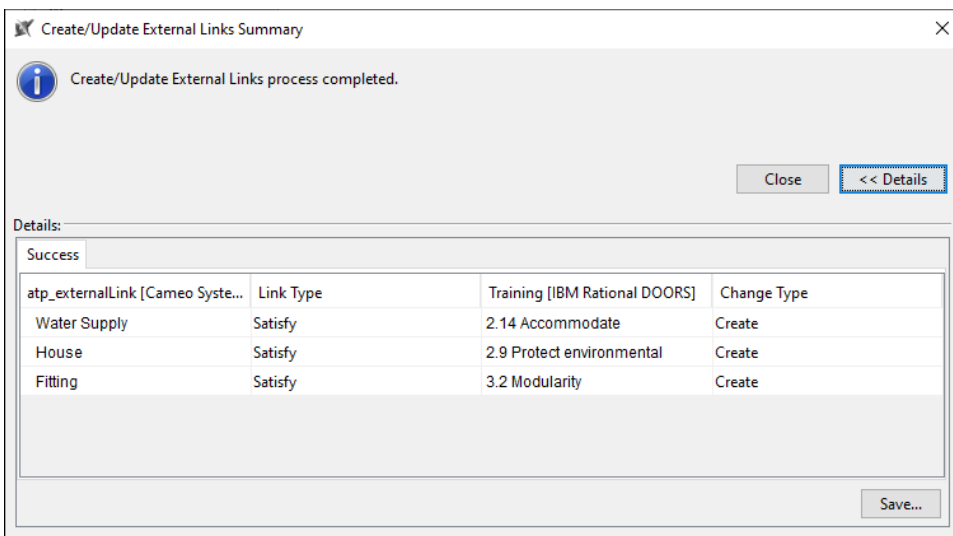 Create/Update External Links Summary
Create/Update External Links process completed.
Close
<< Details
Details:
Success
atp_externalLink [Cameo Syste... Link Type Training [IBM Rational DOORS] Change Type
Water Supply Satisfy 2.14 Accommodate Create
House Satisfy 2.9 Protect environmental Create
Fitting Satisfy 3.2 Modularity Create
Save...